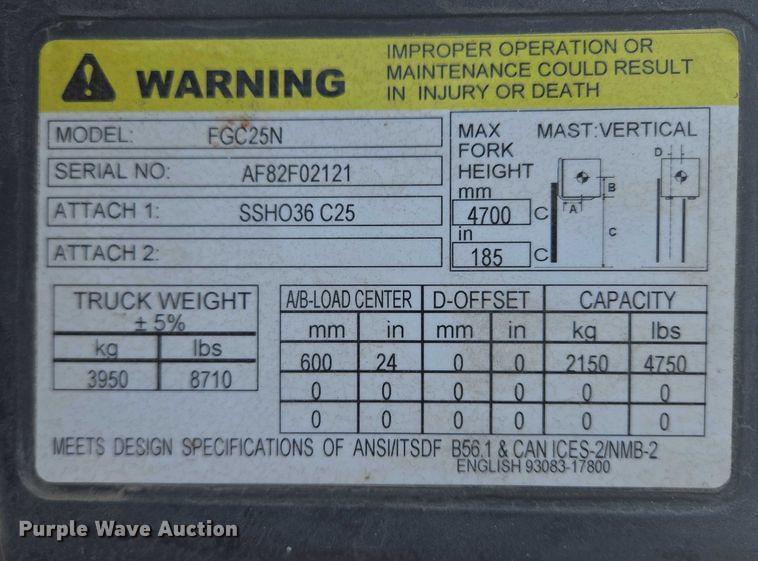 WARNING
IMPROPER OPERATION OR
MAINTENANCE COULD RESULT
IN INJURY OR DEATH
MODEL: FGC25N
SERIAL NO: AF82F02121
ATTACH 1: SSHO36 C25
ATTACH 2:
MAX MAST:VERTICAL
FORK
HEIGHT
mm
4700 C
in
185 C
D
B
A
C
TRUCK WEIGHT
± 5%
kg lbs
3950 8710
A/B-LOAD CENTER D-OFFSET CAPACITY
mm in mm in kg lbs
600 24 0 0 2150 4750
0 0 0 0 0 0
0 0 0 0 0 0
MEETS DESIGN SPECIFICATIONS OF ANSI/ITSDF B56.1 & CAN ICES-2/NMB-2
ENGLISH 93083-17800
Purple Wave Auction